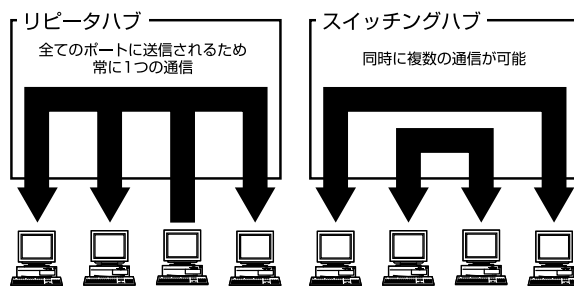 リピータハブ
全てのポートに送信されるため
常に1つの通信
スイッチングハブ
同時に複数の通信が可能